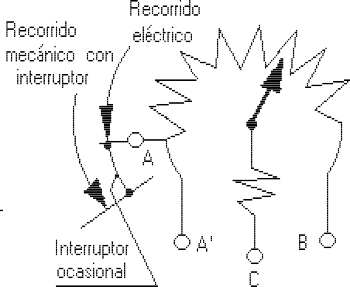 Recorrido
eléctrico
Recorrido
mecánico con
interruptor
A
A'
B
C
Interruptor
ocasional